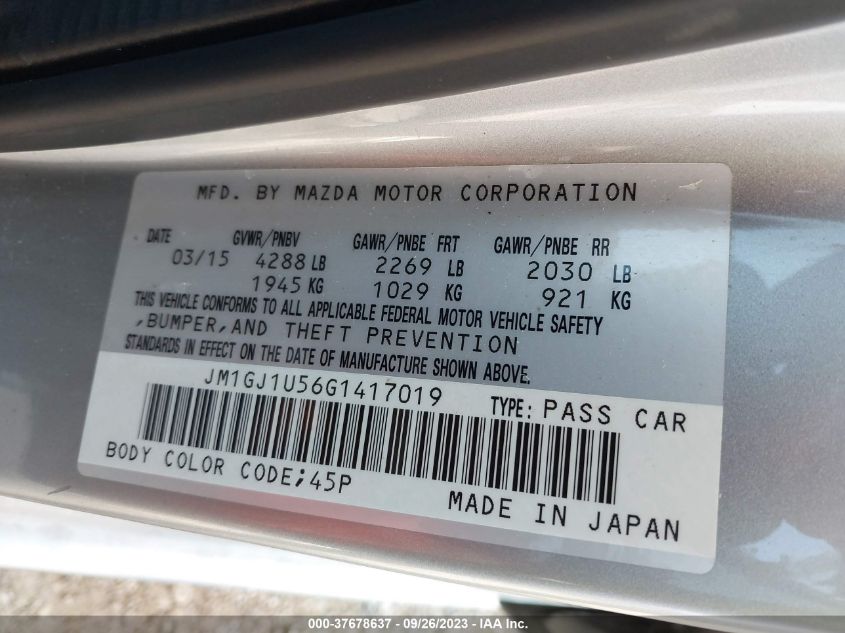 MFD. BY MAZDA MOTOR CORPORATION
DATE GVWR/PNBV GAWR/PNBE FRT GAWR/PNBE RR
03/15 4288 LB 2269 LB 2030 LB
1945 KG 1029 KG 921 KG
THIS VEHICLE CONFORMS TO ALL APPLICABLE FEDERAL MOTOR VEHICLE SAFETY
,BUMPER,AND THEFT PREVENTION
STANDARDS IN EFFECT ON THE DATE OF MANUFACTURE SHOWN ABOVE.
JM1GJ1U56G1417019 TYPE: PASS CAR
BODY COLOR CODE;45P
MADE IN JAPAN
000-37678637 - 09/26/2023 - IAA Inc.